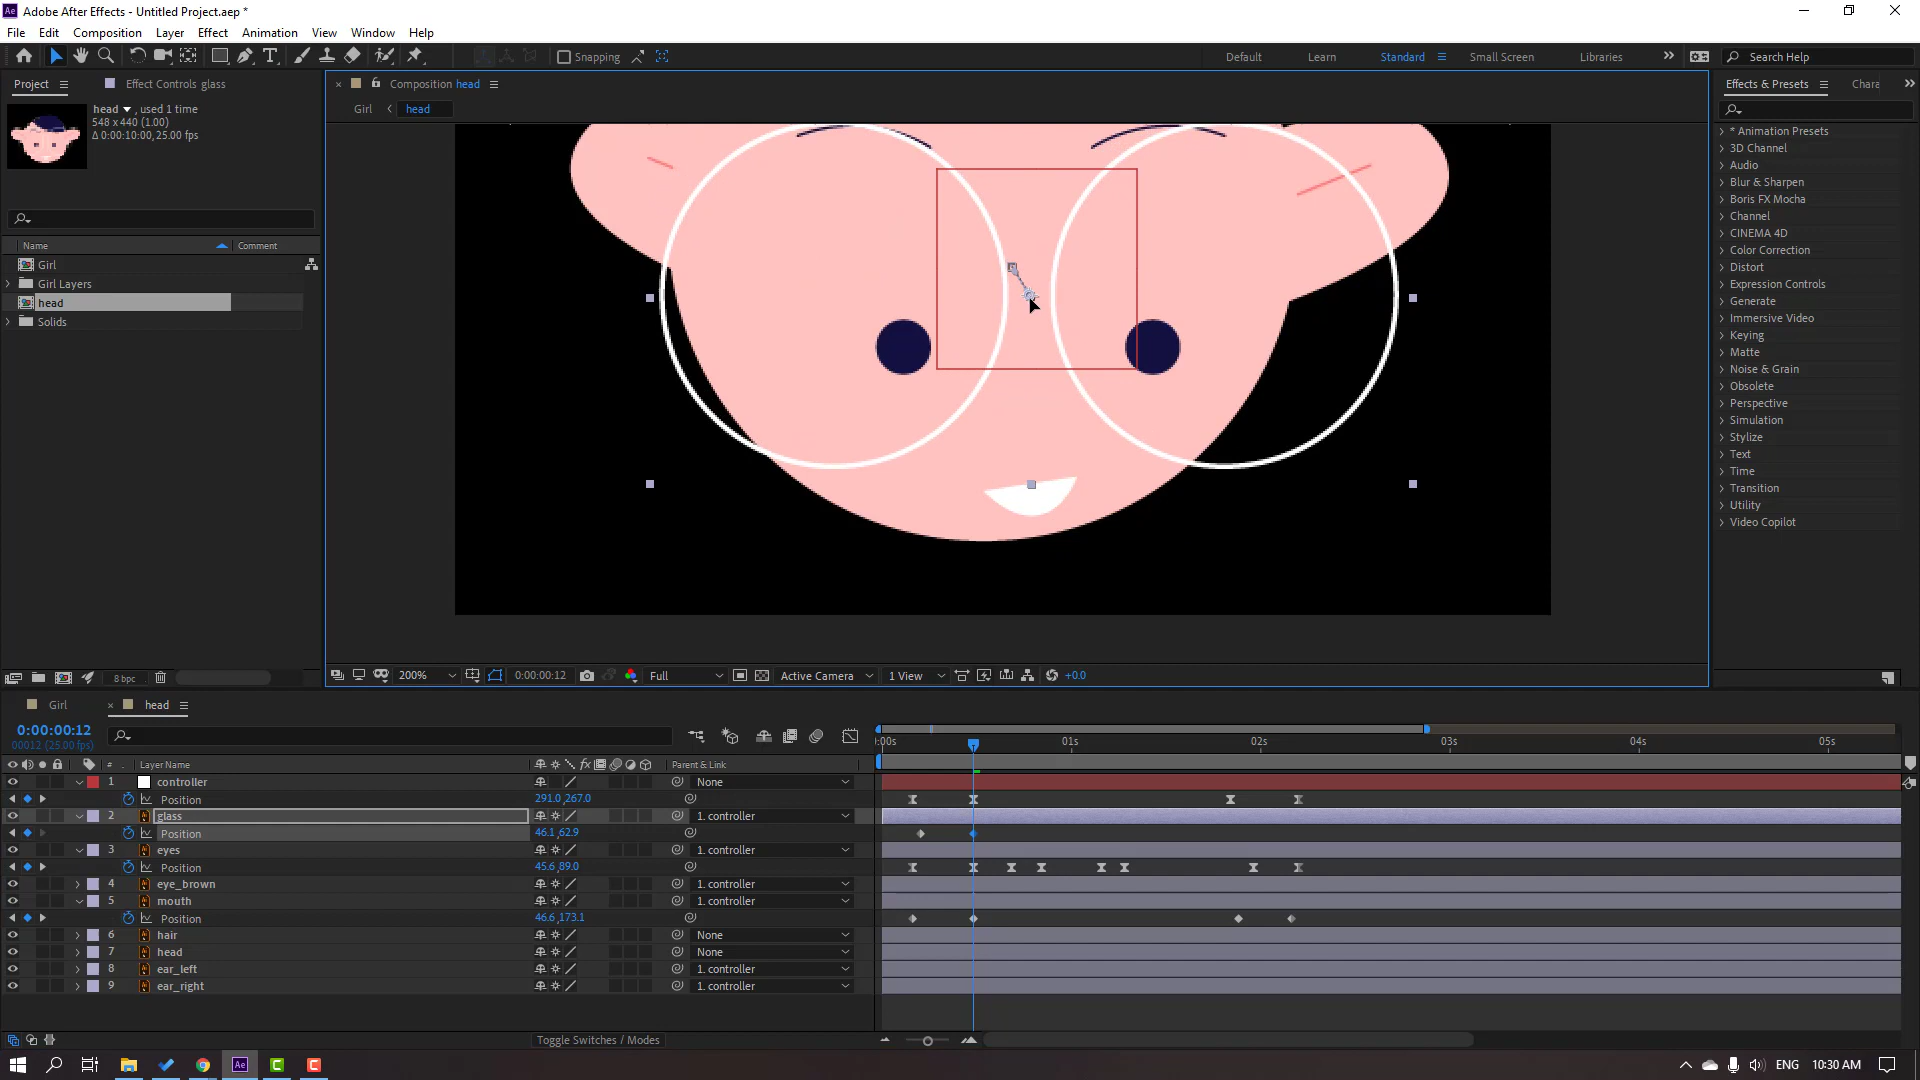 Adobe After Effects - Untitled Project.aep *
File Edit Composition Layer Effect Animation View Window Help
Snapping Default Learn Standard Small Screen Libraries Search Help
Project Effect Controls glass
head , used 1 time
548 x 440 (1.00)
Δ 0:00:10:00, 25.00 fps
Name Comment
Girl
Girl Layers
head
Solids
8 bpc
Composition head
Girl head
200% 0:00:00:12 Full Active Camera 1 View +0.0
Effects & Presets Chara
* Animation Presets
3D Channel
Audio
Blur & Sharpen
Boris FX Mocha
Channel
CINEMA 4D
Color Correction
Distort
Expression Controls
Generate
Immersive Video
Keying
Matte
Noise & Grain
Obsolete
Perspective
Simulation
Stylize
Text
Time
Transition
Utility
Video Copilot
Girl head
0:00:00:12
00012 (25.00 fps)
:00s 01s 02s 03s 04s 05s
# Layer Name Parent & Link
1 controller None
Position 291.0,267.0
2 glass 1. controller
Position 46.1,62.9
3 eyes 1. controller
Position 45.6,89.0
4 eye_brown 1. controller
5 mouth 1. controller
Position 46.6,173.1
6 hair None
7 head None
8 ear_left 1. controller
9 ear_right 1. controller
Toggle Switches / Modes
ENG 10:30 AM